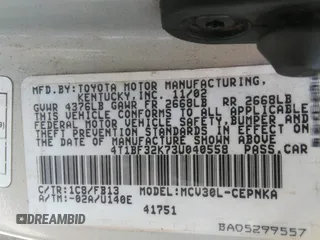 MFD.BY:TOYOTA MOTOR MANUFACTURING,
KENTUCKY, INC. 11/02
GVWR 4376LB GAWR FR 2668LB RR 2668LB
THIS VEHICLE CONFORMS TO ALL APPLICABLE
FEDERAL MOTOR VEHICLE SAFETY, BUMPER, AND
THEFT PREVENTION STANDARDS IN EFFECT ON
THE DATE OF MANUFACTURE SHOWN ABOVE.
4T1BF32K73U040558 PASS.CAR
C/TR:1C8/FB13 MODEL:MCV30L-CEPNKA
A/TM:-02A/U140E
41751
BA05299557
DRIVEASTIC